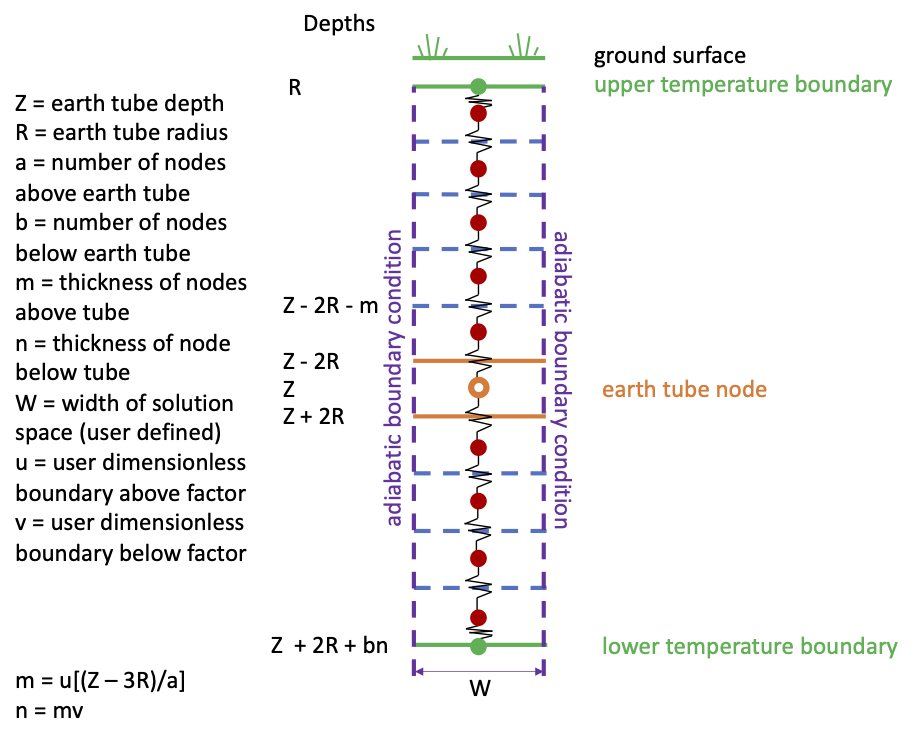 Depths
ground surface
R
upper temperature boundary
Z = earth tube depth
R = earth tube radius
a = number of nodes
above earth tube
b = number of nodes
below earth tube
m = thickness of nodes
above tube
n = thickness of node
below tube
W = width of solution
space (user defined)
u = user dimensionless
boundary above factor
v = user dimensionless
boundary below factor
adiabatic boundary condition
adiabatic boundary condition
Z - 2R - m
Z - 2R
Z
earth tube node
Z + 2R
Z + 2R + bn
lower temperature boundary
W
m = u[(Z – 3R)/a]
n = mv